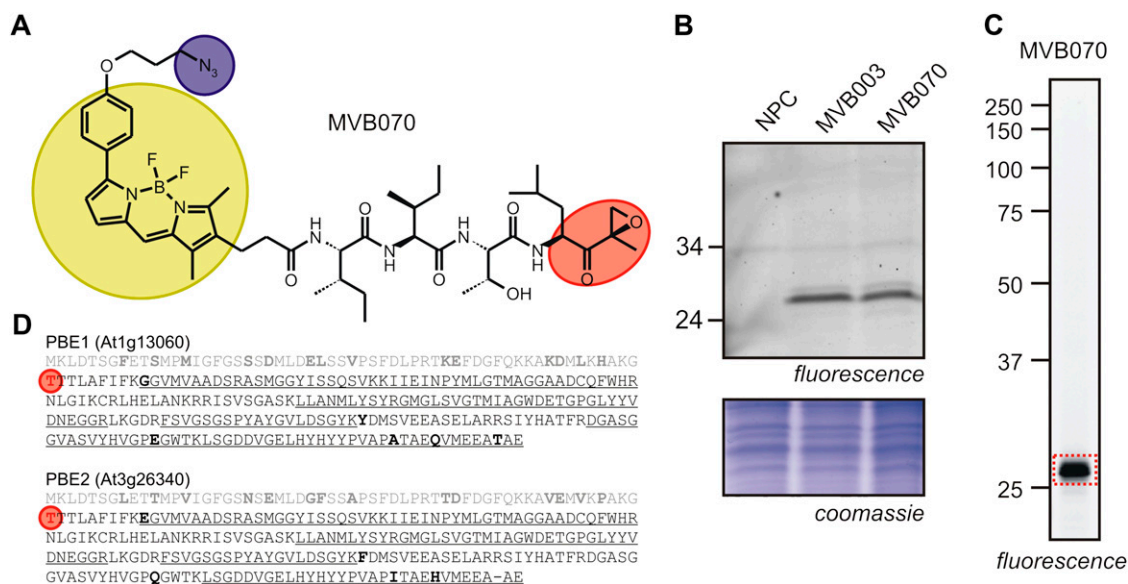 A
N3
O
F
F
N
B
N
O
H
N
O
N
H
O
H
N
OH
O
N
H
O
O
MVB070
B
NPC
MVB003
MVB070
34
24
fluorescence
coomassie
C
MVB070
250
150
100
75
50
37
25
fluorescence
D
PBE1 (At1g13060)
MKLDTSGFETSMPMIGFGSSSDMLDELSSVPSFDLPRTKEFDGFQKKAKDMLKHAKG
TTTLAFIFKGGVMVAADSRASMGGYISSQSVKKIIEINPYMLGTMAGGAADCQFWHR
NLGIKCRLHELANKRRISVSGASKLLANMLYSYRGMGLSVGTMIAGWDETGPGLYYV
DNEGGRLKGDRFSVGSGSPYAYGVLDSGYKYDMSVEEASELARRSIYHATFRDGASG
GVASVYHVGPEGWTKLSGDDVGELHYHYYPVAPATAEQVMEEATAE
PBE2 (At3g26340)
MKLDTSGLETTMPVIGFGSNSEMLDGFSSAPSFDLPRTTDFDGFQKKAVEMVKPAKG
TTTLAFIFKEGVMVAADSRASMGGYISSQSVKKIIEINPYMLGTMAGGAADCQFWHR
NLGIKCRLHELANKRRISVSGASKLLANMLYSYRGMGLSVGTMIAGWDETGPGLYYV
DNEGGRLKGDRFSVGSGSPYAYGVLDSGYKFDMSVEEASELARRSIYHATFRDGASG
GVASVYHVGPQGWTKLSGDDVGELHYHYYPVAPITAEHVMEEA-AE